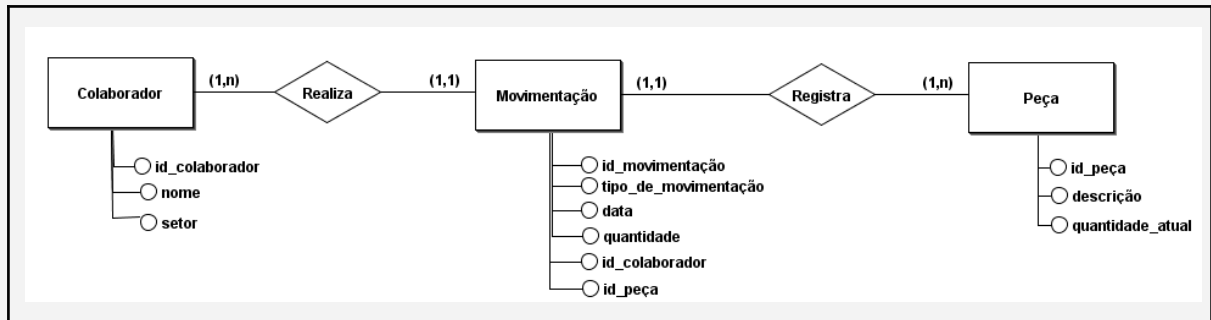 Colaborador
(1,n)
Realiza
(1,1)
Movimentação
(1,1)
Registra
(1,n)
Peça
id_colaborador
nome
setor
id_movimentação
tipo_de_movimentação
data
quantidade
id_colaborador
id_peça
id_peça
descrição
quantidade_atual